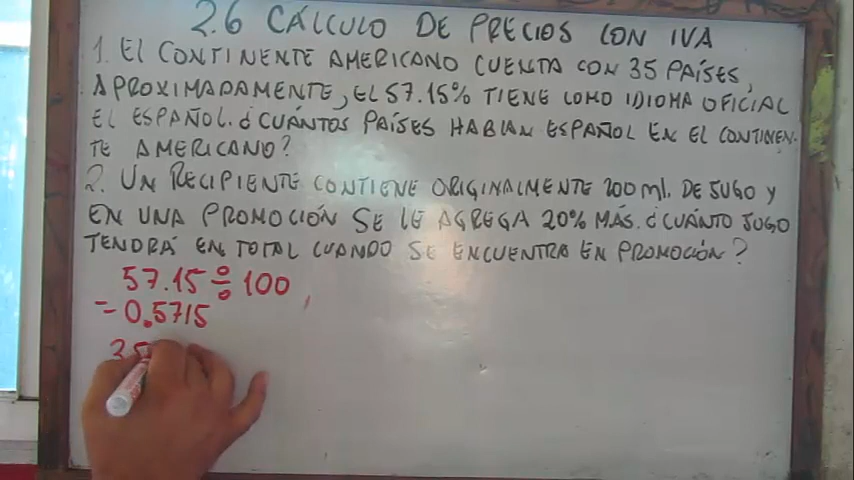 2.6 CÁLCULO DE PRECIOS CON IVA
1. EL CONTINENTE AMERICANO CUENTA CON 35 PAÍSES,
APROXIMADAMENTE, EL 57.15% TIENE COMO IDIOMA OFICIAL
EL ESPAÑOL. ¿CUÁNTOS PAÍSES HABLAN ESPAÑOL EN EL CONTINEN-
TE AMERICANO?
2. UN RECIPIENTE CONTIENE ORIGINALMENTE 200 ml. DE JUGO Y
EN UNA PROMOCIÓN SE LE AGREGA 20% MÁS. ¿CUÁNTO JUGO
TENDRÁ EN TOTAL CUANDO SE ENCUENTRA EN PROMOCIÓN?
57.15 ÷ 100
= 0.5715
35